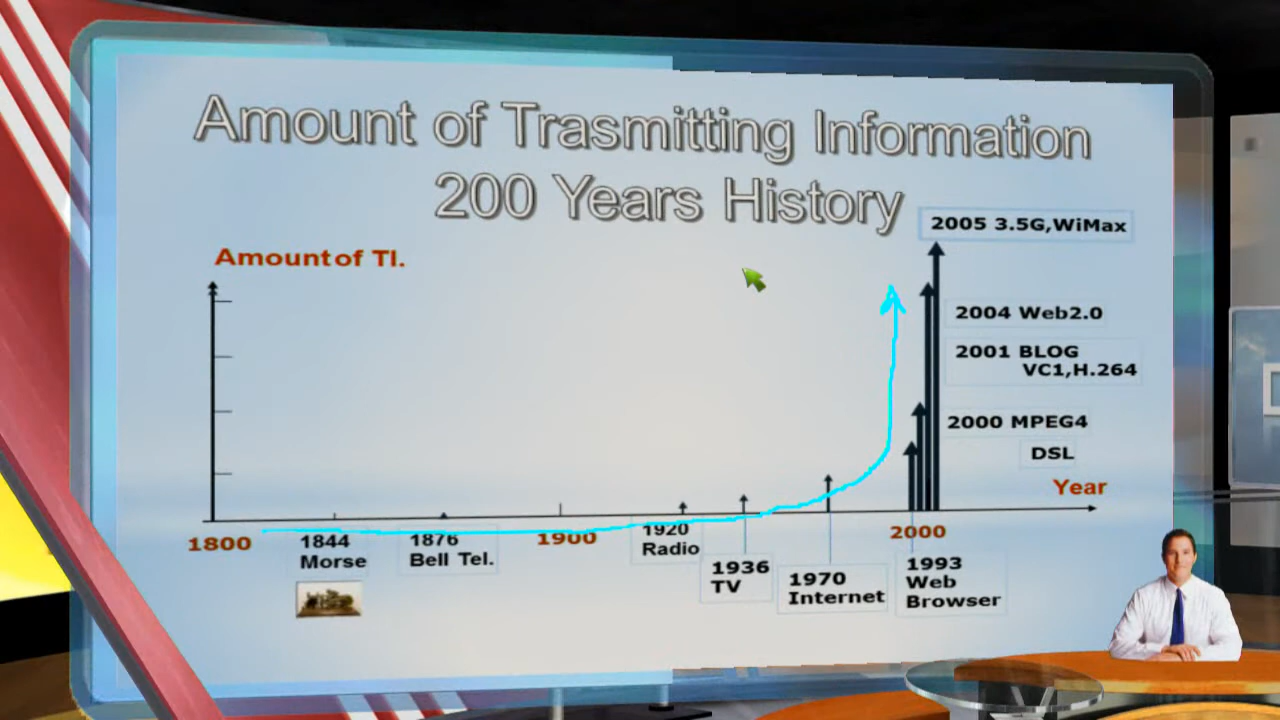 Amount of Trasmitting Information
200 Years History
2005 3.5G,WiMax
Amount of TI.
2004 Web2.0
2001 BLOG
VC1,H.264
2000 MPEG4
DSL
Year
1800
1844
Morse
1876
Bell Tel.
1900
1920
Radio
1936
TV
1970
Internet
2000
1993
Web
Browser